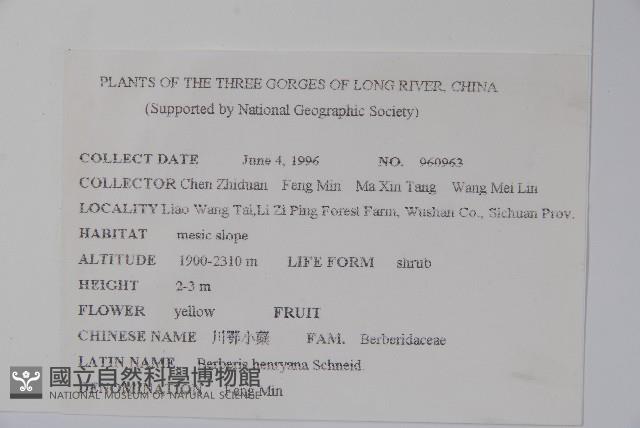 PLANTS OF THE THREE GORGES OF LONG RIVER, CHINA
(Supported by National Geographic Society)
COLLECT DATE June 4, 1996 NO. 960963
COLLECTOR Chen Zhiduan Feng Min Ma Xin Tang Wang Mei Lin
LOCALITY Liao Wang Tai,Li Zi Ping Forest Farm, Wushan Co., Sichuan Prov.
HABITAT mesic slope
ALTITUDE 1900-2310 m LIFE FORM shrub
HEIGHT 2-3 m
FLOWER yellow FRUIT
CHINESE NAME 川鄂小蘗 FAM. Berberidaceae
LATIN NAME Berberis henryana Schneid.
國立自然科學博物館
NATIONAL MUSEUM OF NATURAL SCIENCE
DENOMINATION Feng Min